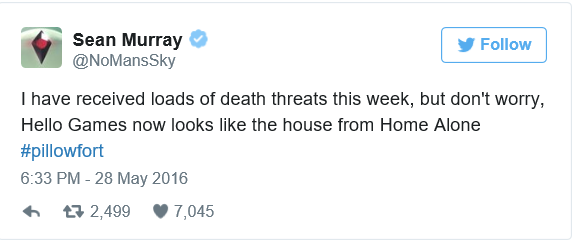 Sean Murray
Follow
@NoMansSky
I have received loads of death threats this week, but don't worry,
Hello Games now looks like the house from Home Alone
#pillowfort
6:33 PM - 28 May 2016
2,499 7,045